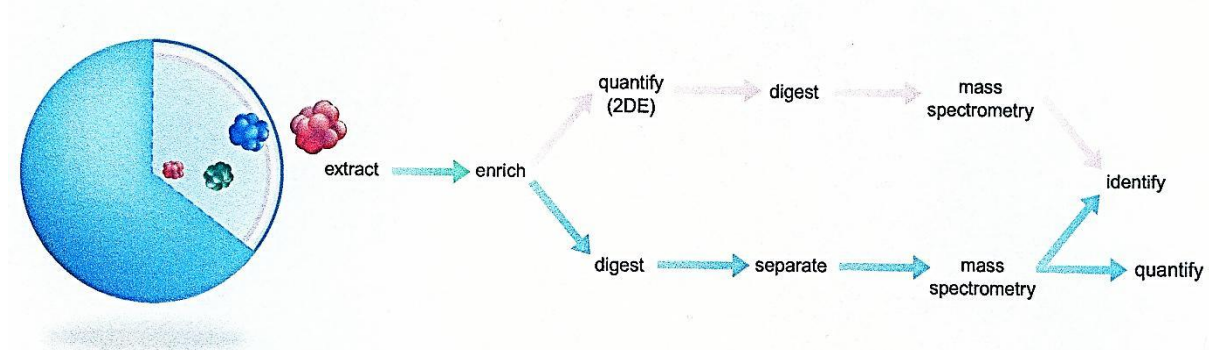 extract
enrich
quantify
(2DE)
digest
mass
spectrometry
identify
digest
separate
mass
spectrometry
quantify